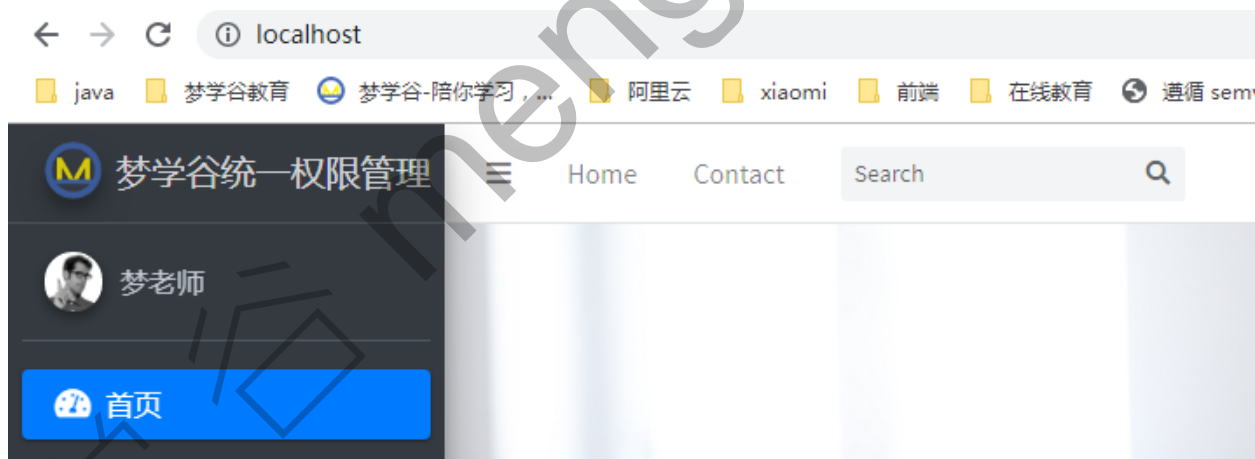 localhost
java 梦学谷教育 梦学谷-陪你学习，... 阿里云 xiaomi 前端 在线教育 遵循 semv
梦学谷统一权限管理 Home Contact Search
梦老师
首页
谷 meng